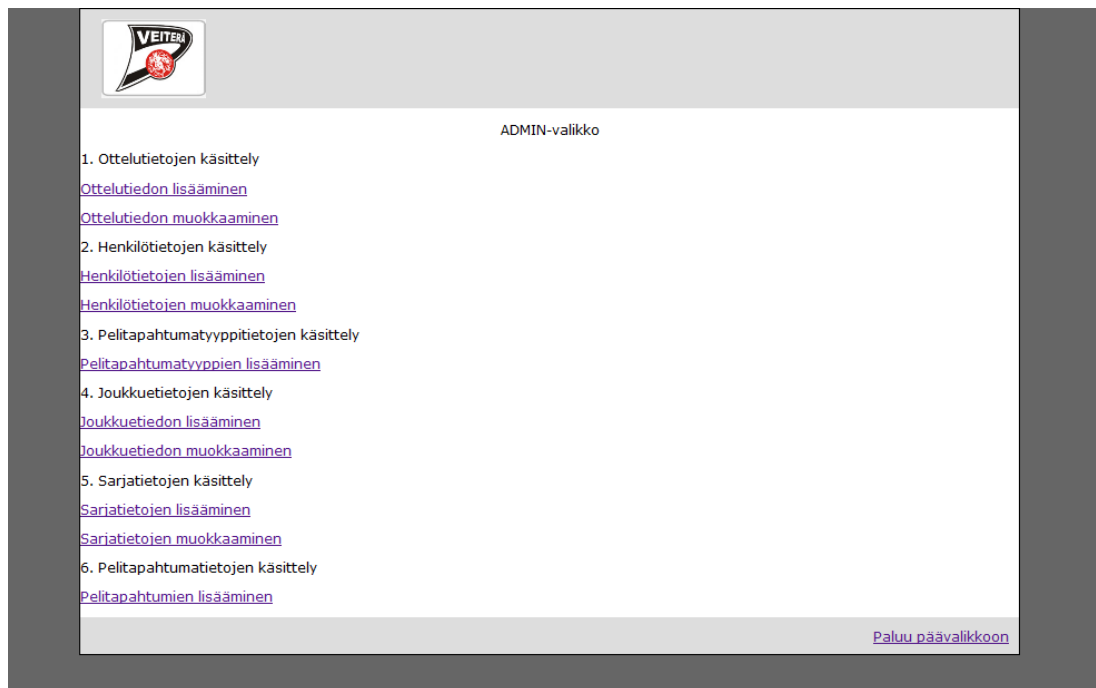 VEITERÄ
ADMIN-valikko
1. Ottelutietojen käsittely
Ottelutiedon lisääminen
Ottelutiedon muokkaaminen
2. Henkilötietojen käsittely
Henkilötietojen lisääminen
Henkilötietojen muokkaaminen
3. Pelitapahtumatyyppitietojen käsittely
Pelitapahtumatyyppien lisääminen
4. Joukkuetietojen käsittely
Joukkuetiedon lisääminen
Joukkuetiedon muokkaaminen
5. Sarjatietojen käsittely
Sarjatietojen lisääminen
Sarjatietojen muokkaaminen
6. Pelitapahtumatietojen käsittely
Pelitapahtumien lisääminen
Paluu päävalikkoon